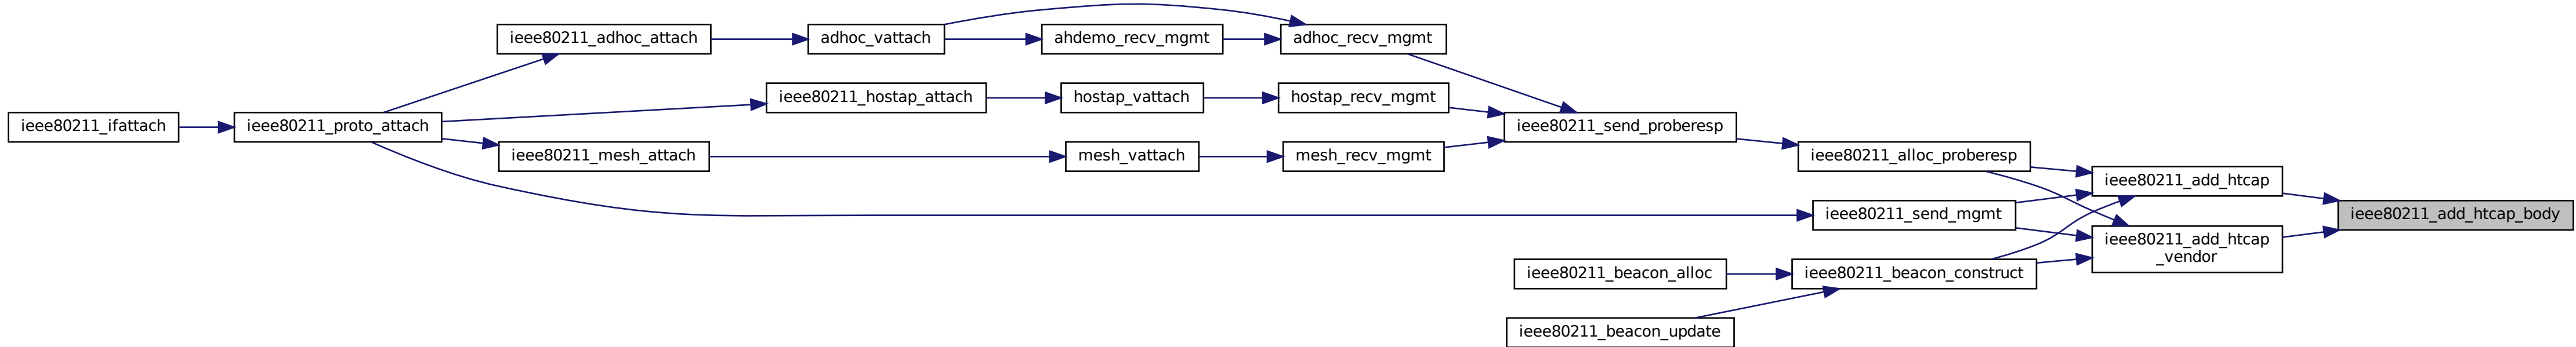 ieee80211_adhoc_attach
adhoc_vattach
ahdemo_recv_mgmt
adhoc_recv_mgmt
ieee80211_hostap_attach
hostap_vattach
hostap_recv_mgmt
ieee80211_ifattach
ieee80211_proto_attach
ieee80211_send_proberesp
ieee80211_mesh_attach
mesh_vattach
mesh_recv_mgmt
ieee80211_alloc_proberesp
ieee80211_add_htcap
ieee80211_send_mgmt
ieee80211_add_htcap_body
ieee80211_add_htcap
_vendor
ieee80211_beacon_alloc
ieee80211_beacon_construct
ieee80211_beacon_update